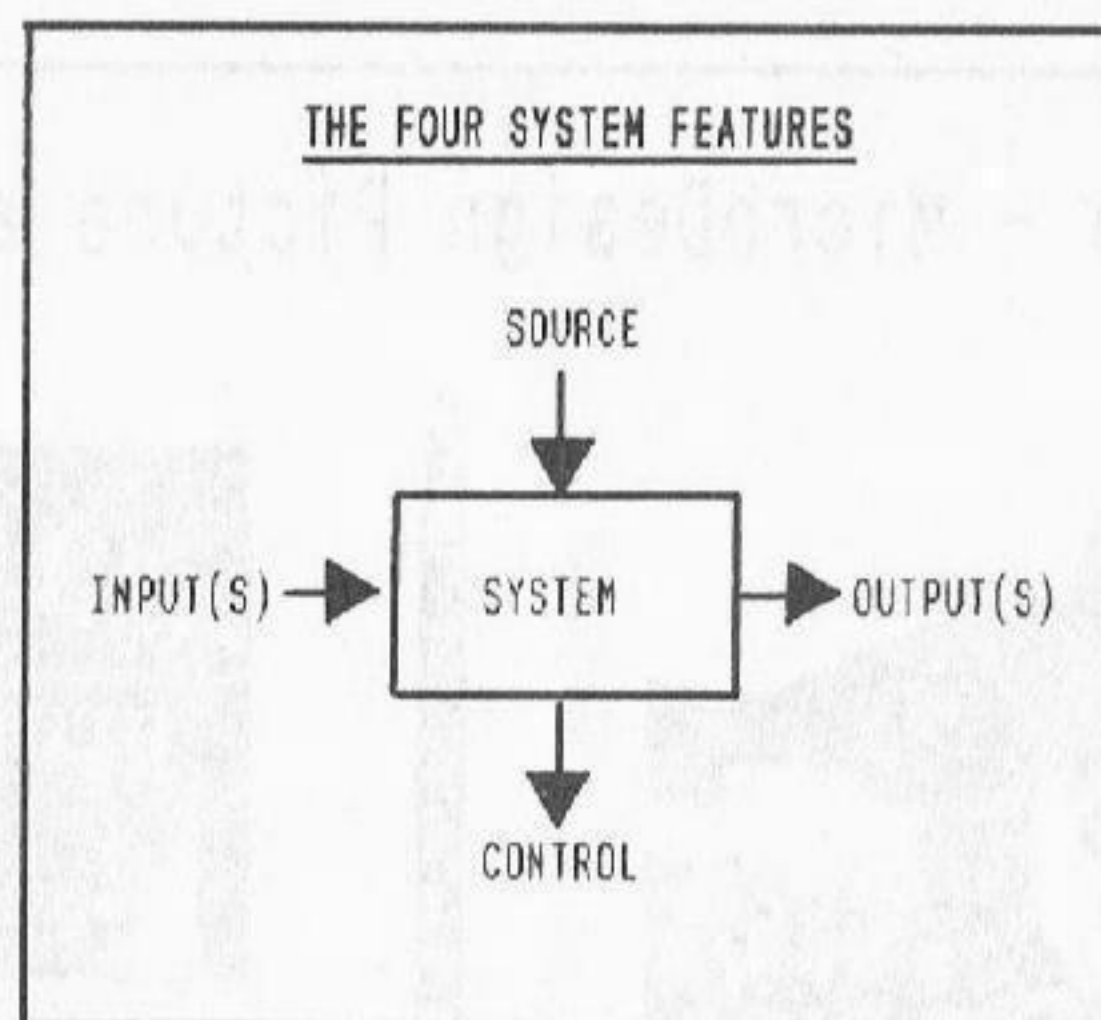 THE FOUR SYSTEM FEATURES
SOURCE
INPUT(S) SYSTEM OUTPUT(S)
CONTROL